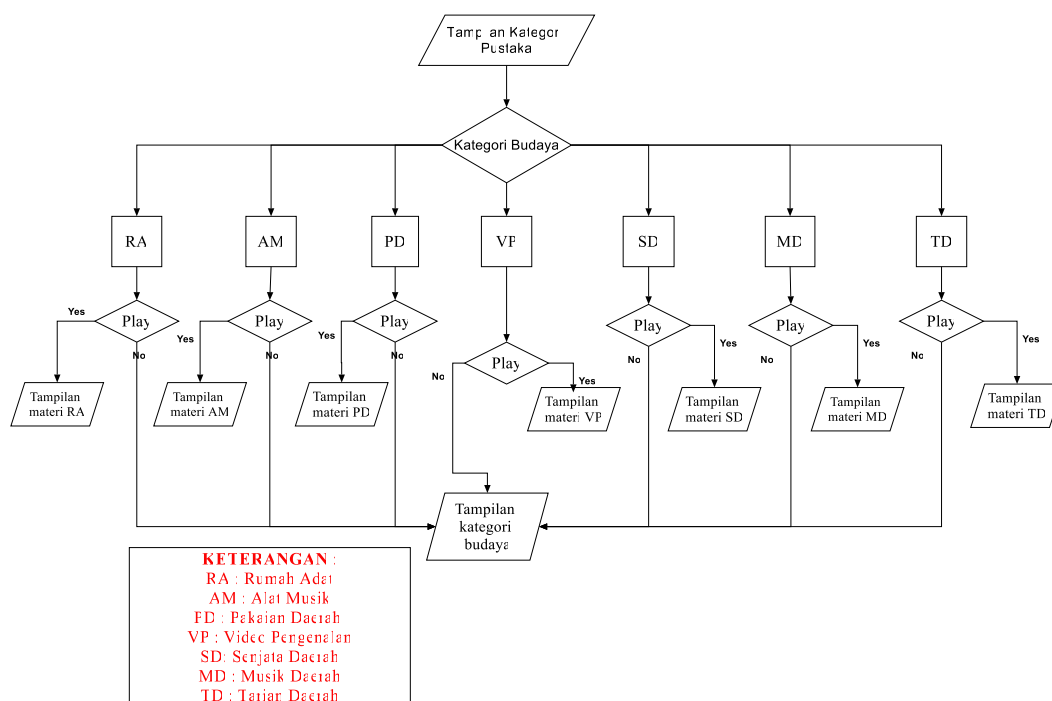 Tampilan Kategori
Pustaka
Kategori Budaya
RA
AM
PD
VP
SD
MD
TD
Play
Play
Play
Play
Play
Play
Play
Yes
No
Yes
No
Yes
No
No
Yes
No
Yes
No
Yes
No
Yes
Tampilan
materi RA
Tampilan
materi AM
Tampilan
materi PD
Tampilan
materi VP
Tampilan
materi SD
Tampilan
materi MD
Tampilan
materi TD
Tampilan
kategori
budaya
KETERANGAN :
RA : Rumah Adat
AM : Alat Musik
PD : Pakaian Daerah
VP : Video Pengenalan
SD: Senjata Daerah
MD : Musik Daerah
TD : Tarian Daerah